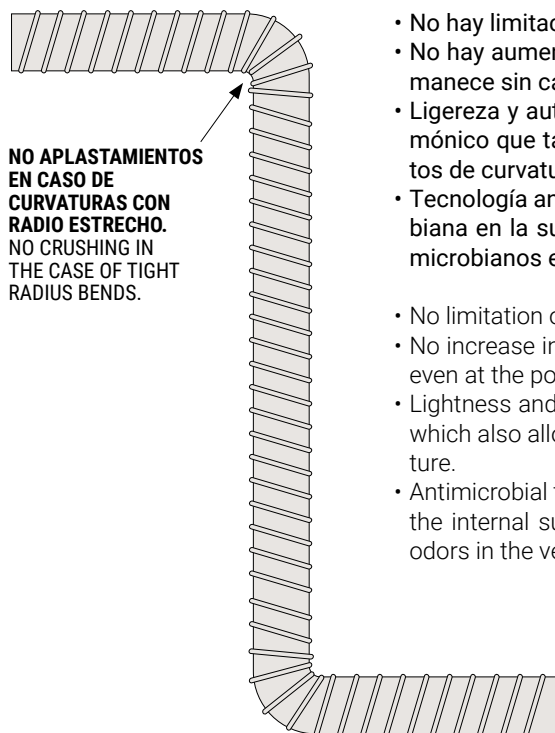 NO APLASTAMIENTOS
EN CASO DE
CURVATURAS CON
RADIO ESTRECHO.
NO CRUSHING IN
THE CASE OF TIGHT
RADIUS BENDS.
• No hay limitac
• No hay aumen
manece sin ca
• Ligereza y aut
mónico que ta
tos de curvatu
• Tecnología an
biana en la su
microbianos e
• No limitation o
• No increase in
even at the po
• Lightness and
which also allo
ture.
• Antimicrobial t
the internal su
odors in the ve